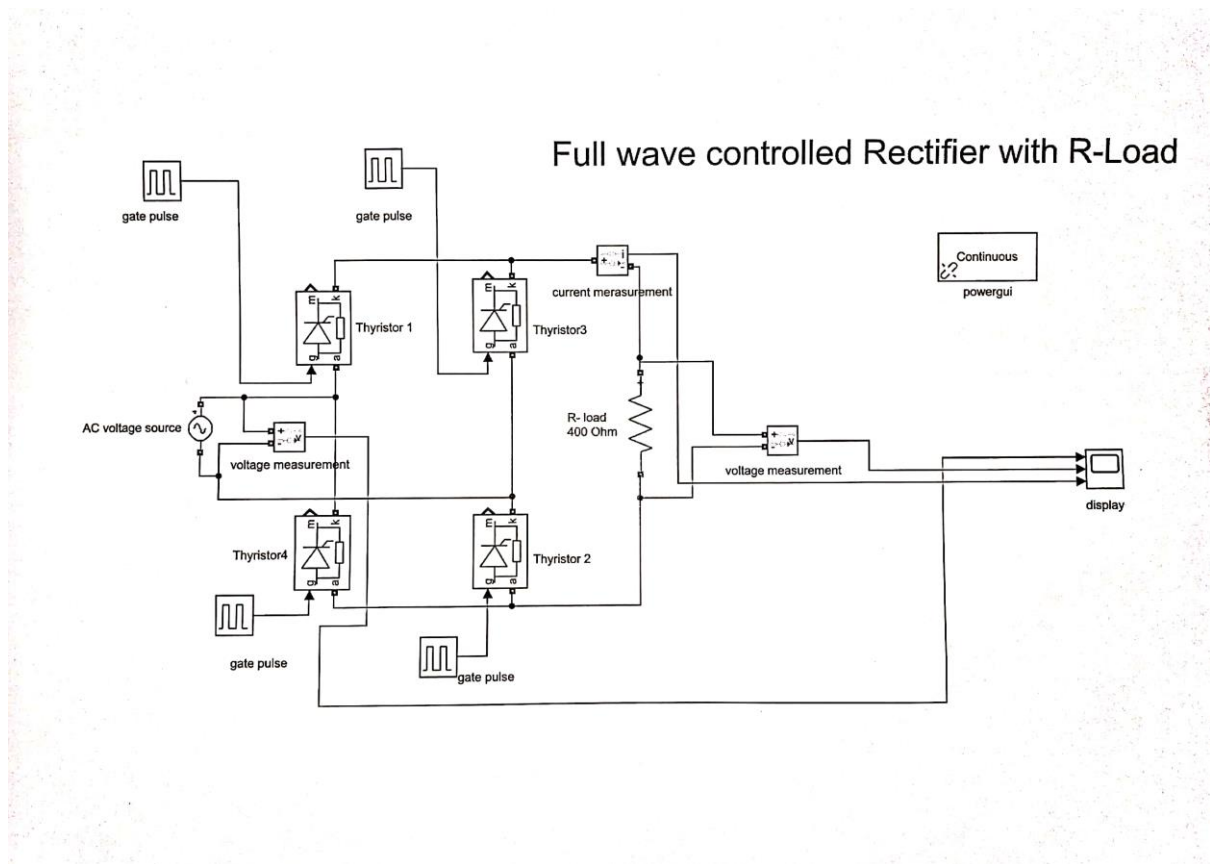 Full wave controlled Rectifier with R-Load
gate pulse
gate pulse
Continuous
powergui
m
k
Thyristor 1
g
a
m
k
Thyristor3
g
a
+
i
-
current merasurement
AC voltage source
+
-
v
voltage measurement
+
R- load
400 Ohm
+
-
v
voltage measurement
display
m
k
Thyristor4
g
a
m
k
Thyristor 2
g
a
gate pulse
gate pulse